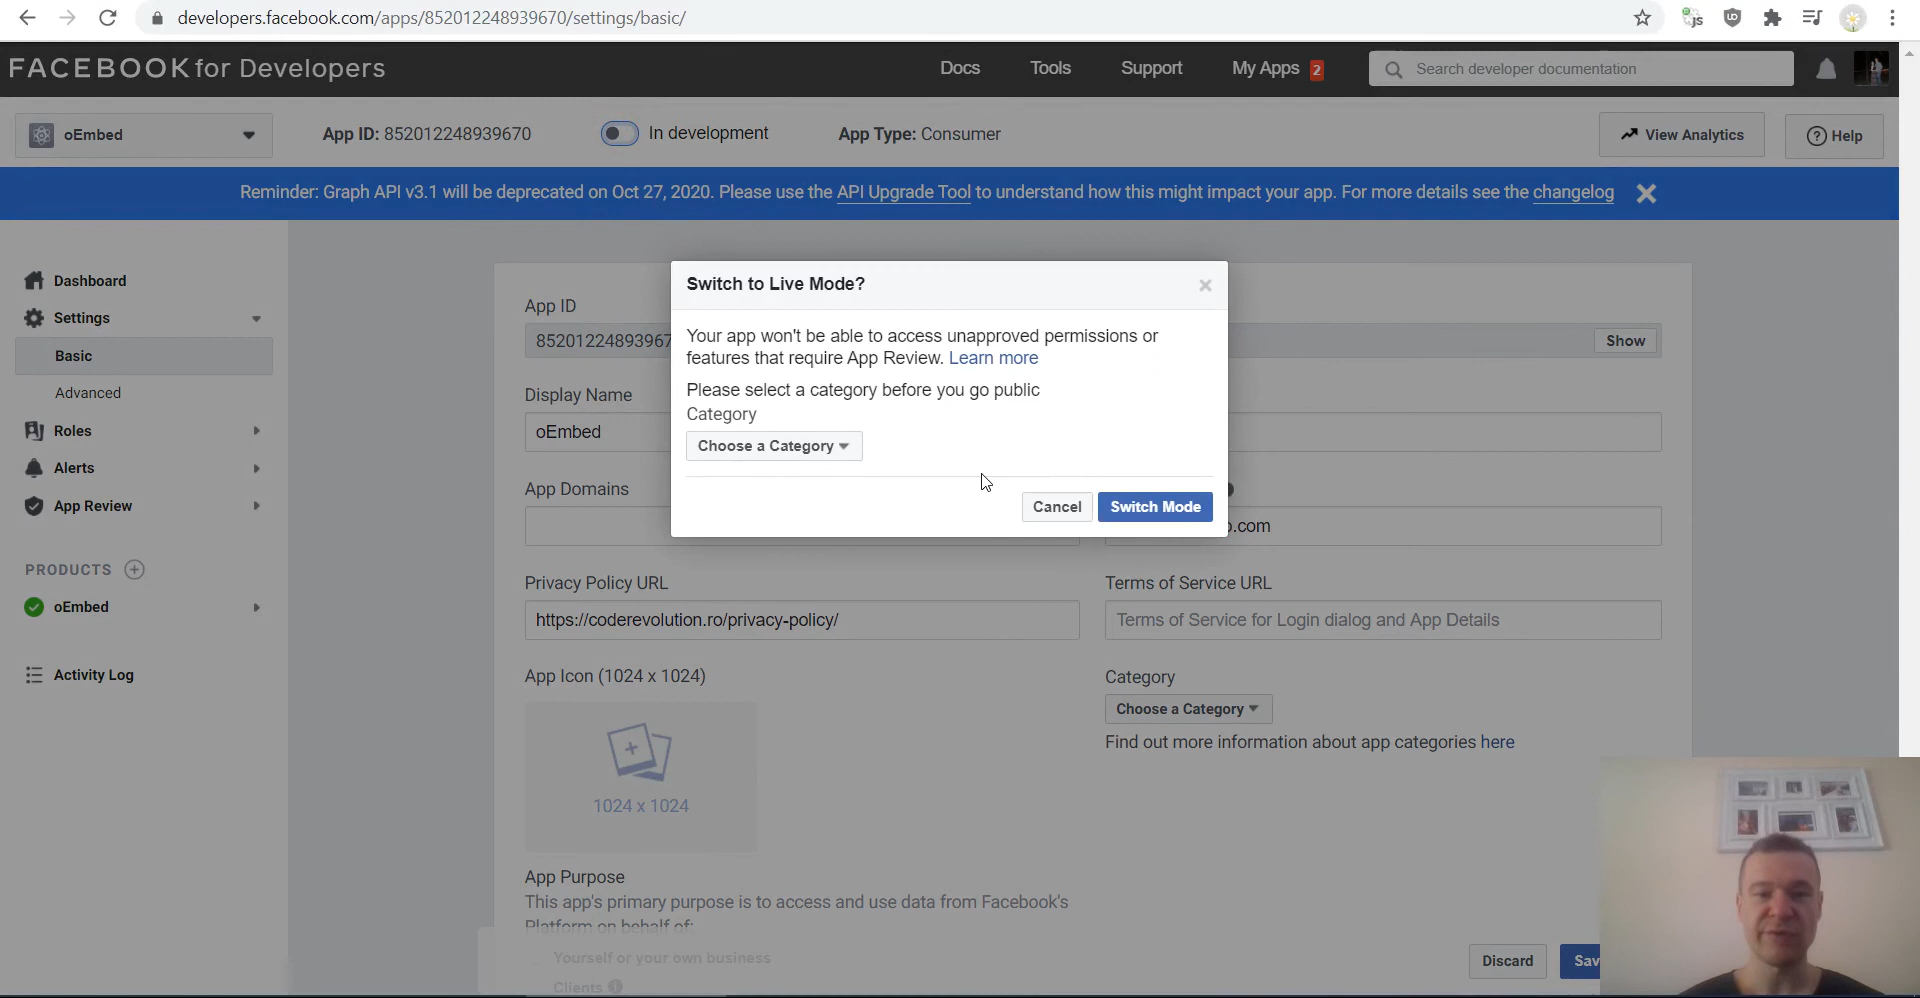 developers.facebook.com/apps/852012248939670/settings/basic/
FACEBOOK for Developers
Docs
Tools
Support
My Apps 2
Search developer documentation
oEmbed
App ID: 852012248939670
In development
App Type: Consumer
View Analytics
Help
Reminder: Graph API v3.1 will be deprecated on Oct 27, 2020. Please use the API Upgrade Tool to understand how this might impact your app. For more details see the changelog
Dashboard
Settings
Basic
Advanced
Roles
Alerts
App Review
PRODUCTS
oEmbed
Activity Log
Switch to Live Mode?
Your app won't be able to access unapproved permissions or
features that require App Review. Learn more
Please select a category before you go public
Category
Choose a Category
Cancel
Switch Mode
App ID
85201224893967
Show
Display Name
oEmbed
App Domains
.com
Privacy Policy URL
https://coderevolution.ro/privacy-policy/
Terms of Service URL
Terms of Service for Login dialog and App Details
App Icon (1024 x 1024)
1024 x 1024
Category
Choose a Category
Find out more information about app categories here
App Purpose
This app's primary purpose is to access and use data from Facebook's
Platform on behalf of:
Yourself or your own business
Clients
Discard
Sav